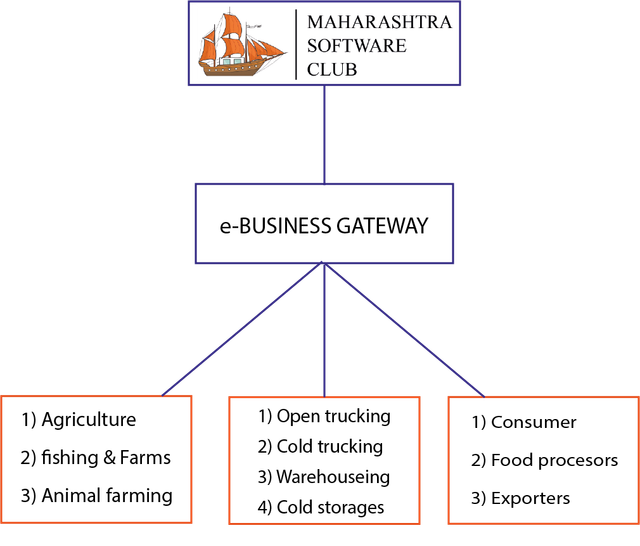 MAHARASHTRA
SOFTWARE
CLUB
e-BUSINESS GATEWAY
1) Agriculture
2) fishing & Farms
3) Animal farming
1) Open trucking
2) Cold trucking
3) Warehouseing
4) Cold storages
1) Consumer
2) Food procesors
3) Exporters